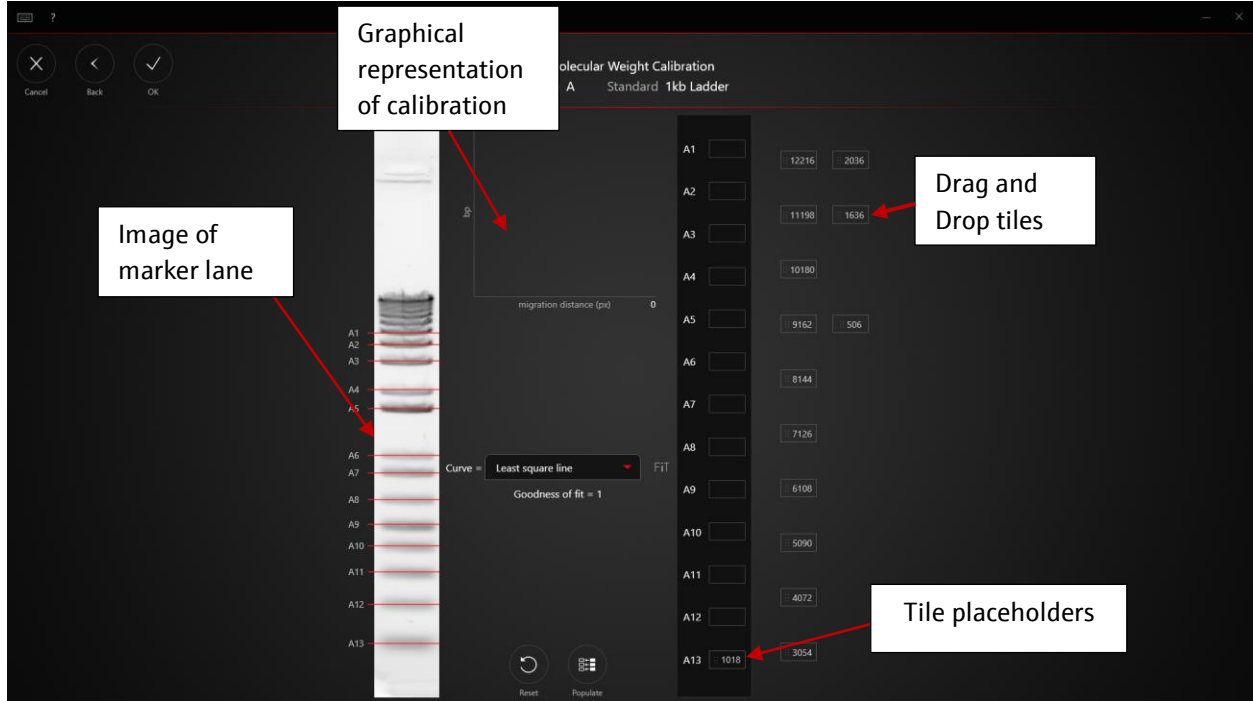 ?
Cancel
Back
OK
Graphical
representation
of calibration
olecular Weight Calibration
A Standard 1kb Ladder
Image of
marker lane
Drag and
Drop tiles
Tile placeholders
bp
migration distance (px) 0
A1
A2
A3
A4
A5
A6
A7
A8
A9
A10
A11
A12
A13
Curve = Least square line FiT
Goodness of fit = 1
Reset
Populate
A1
A2
A3
A4
A5
A6
A7
A8
A9
A10
A11
A12
A13 1018
12216 2036
11198 1636
10180
9162 506
8144
7126
6108
5090
4072
3054